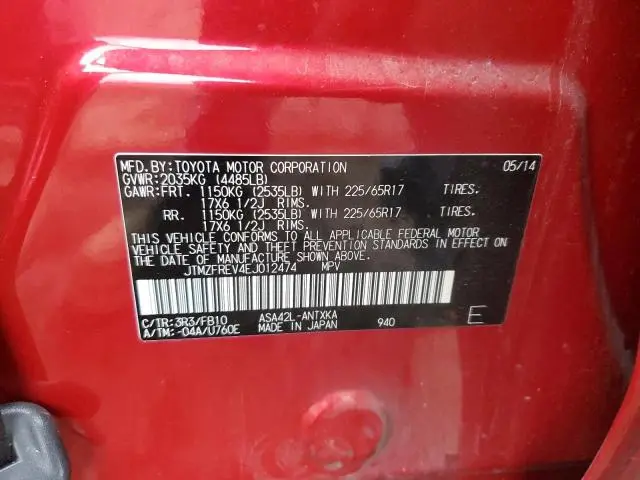 MFD.BY:TOYOTA MOTOR CORPORATION 05/14
GVWR:2035KG (4485LB)
GAWR:FRT. 1150KG (2535LB) WITH 225/65R17 TIRES.
17X6 1/2J RIMS.
RR. 1150KG (2535LB) WITH 225/65R17 TIRES.
17X6 1/2J RIMS.
THIS VEHICLE CONFORMS TO ALL APPLICABLE FEDERAL MOTOR
VEHICLE SAFETY AND THEFT PREVENTION STANDARDS IN EFFECT ON
THE DATE OF MANUFACTURE SHOWN ABOVE.
JTMZFREV4EJ012474 MPV
C/TR:3R3/FB10 ASA42L-ANTXKA
A/TM:-04A/U760E MADE IN JAPAN 940 E